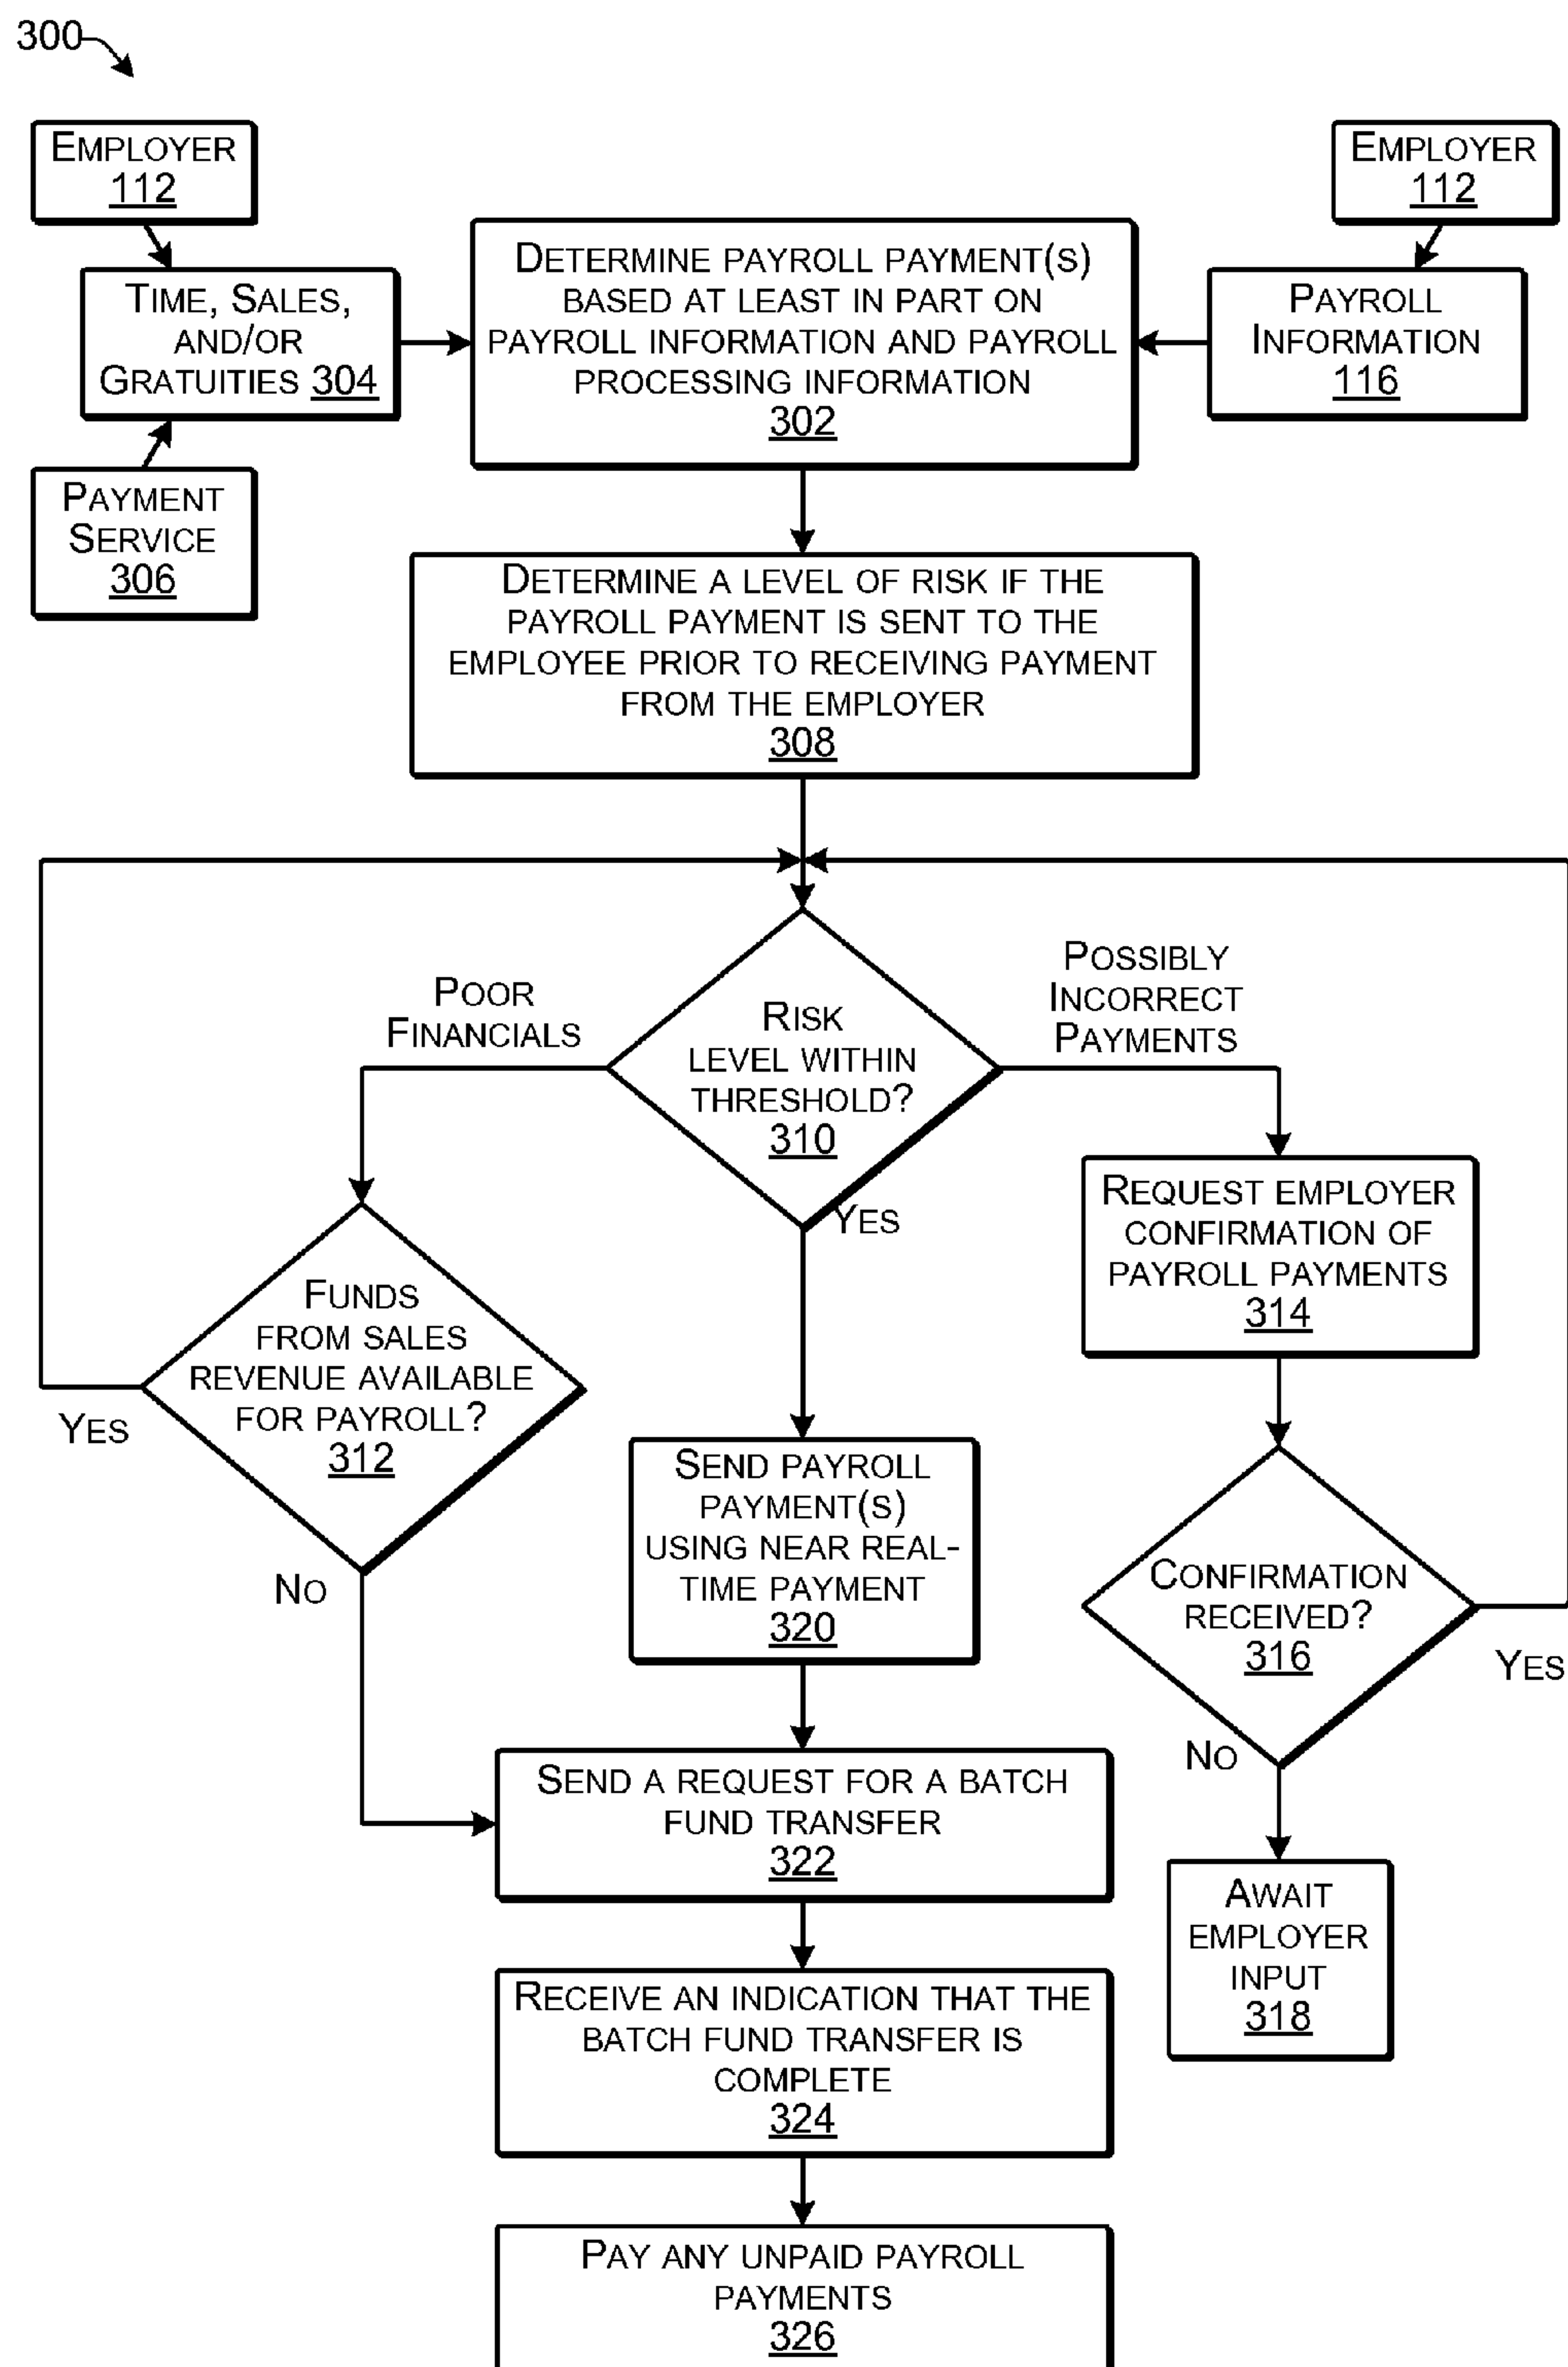 300
EMPLOYER
112
EMPLOYER
112
TIME, SALES,
AND/OR
GRATUITIES 304
DETERMINE PAYROLL PAYMENT(S)
BASED AT LEAST IN PART ON
PAYROLL INFORMATION AND PAYROLL
PROCESSING INFORMATION
302
PAYROLL
INFORMATION
116
PAYMENT
SERVICE
306
DETERMINE A LEVEL OF RISK IF THE
PAYROLL PAYMENT IS SENT TO THE
EMPLOYEE PRIOR TO RECEIVING PAYMENT
FROM THE EMPLOYER
308
POOR
FINANCIALS
RISK
LEVEL WITHIN
THRESHOLD?
310
POSSIBLY
INCORRECT
PAYMENTS
YES
FUNDS
FROM SALES
REVENUE AVAILABLE
FOR PAYROLL?
312
YES
NO
REQUEST EMPLOYER
CONFIRMATION OF
PAYROLL PAYMENTS
314
SEND PAYROLL
PAYMENT(S)
USING NEAR REAL-
TIME PAYMENT
320
CONFIRMATION
RECEIVED?
316
YES
NO
SEND A REQUEST FOR A BATCH
FUND TRANSFER
322
AWAIT
EMPLOYER
INPUT
318
RECEIVE AN INDICATION THAT THE
BATCH FUND TRANSFER IS
COMPLETE
324
PAY ANY UNPAID PAYROLL
PAYMENTS
326